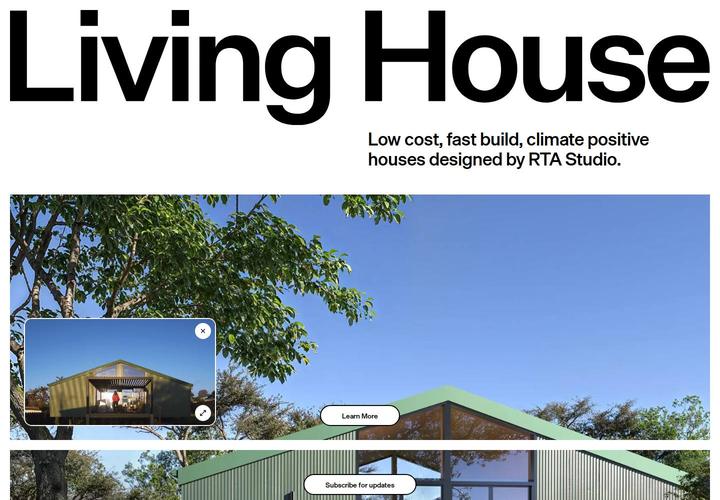 Living House
Low cost, fast build, climate positive
houses designed by RTA Studio.
Learn More
Subscribe for updates